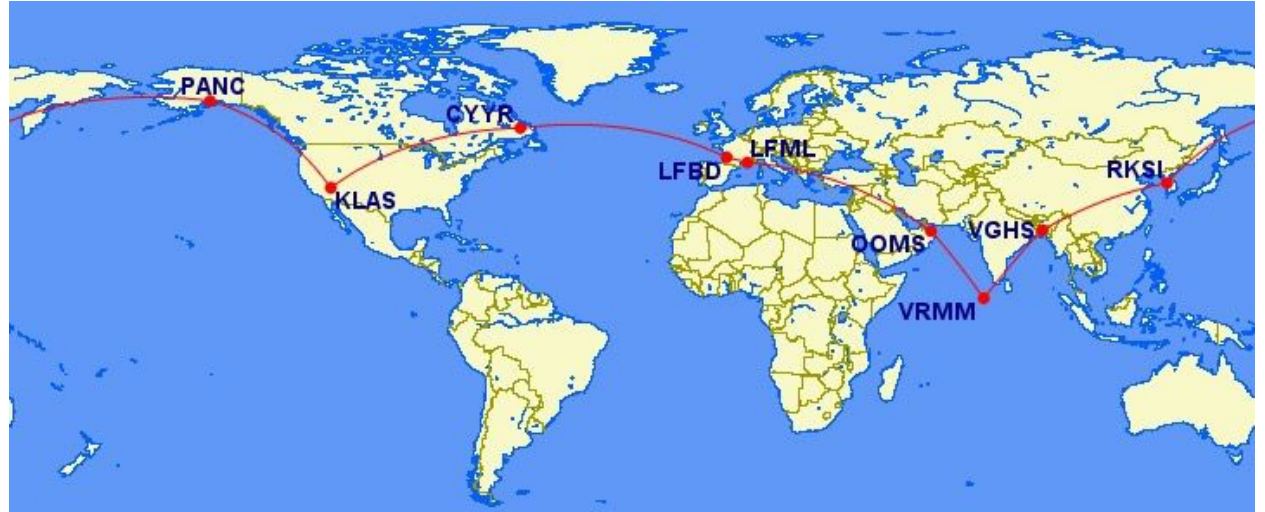 PANC
CYYR
LFML
LFBD
RKSI
KLAS
VGHS
OOMS
VRMM